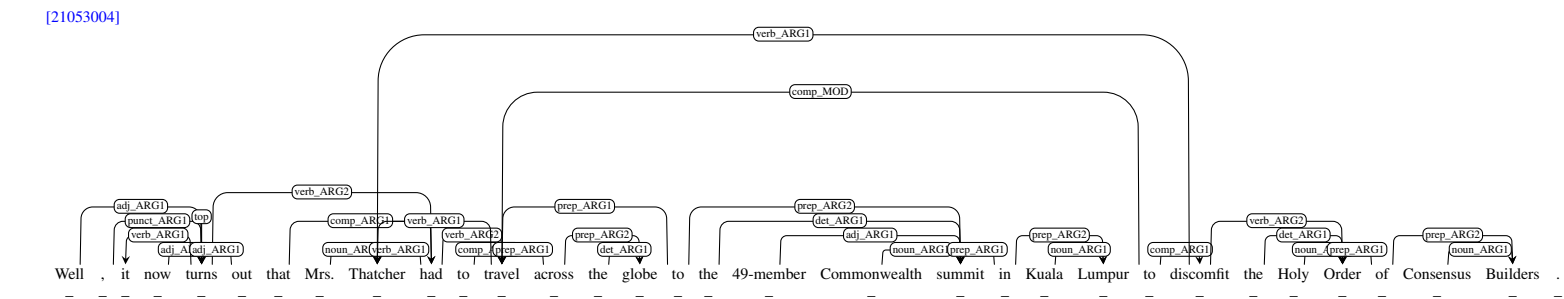 [21053004]
verb_ARG1
comp_MOD
verb_ARG2
adj_ARG1 prep_ARG1 prep_ARG2
punct_ARG1 top comp_ARG1 verb_ARG1 det_ARG1 verb_ARG2
verb_ARG1 verb_ARG2 prep_ARG2 adj_ARG1 prep_ARG2 det_ARG1 prep_ARG2
adj_ARG1 verb_ARG1 prep_ARG1 det_ARG1 prep_ARG1 noun_ARG1 comp_ARG1 prep_ARG1 noun_ARG1
Well , it now turns out that Mrs. Thatcher had to travel across the globe to the 49-member Commonwealth summit in Kuala Lumpur to discomfit the Holy Order of Consensus Builders .
_ _ _ _ _ _ _ _ _ _ _ _ _ _ _ _ _ _ _ _ _ _ _ _ _ _ _ _ _ _ _ _ _